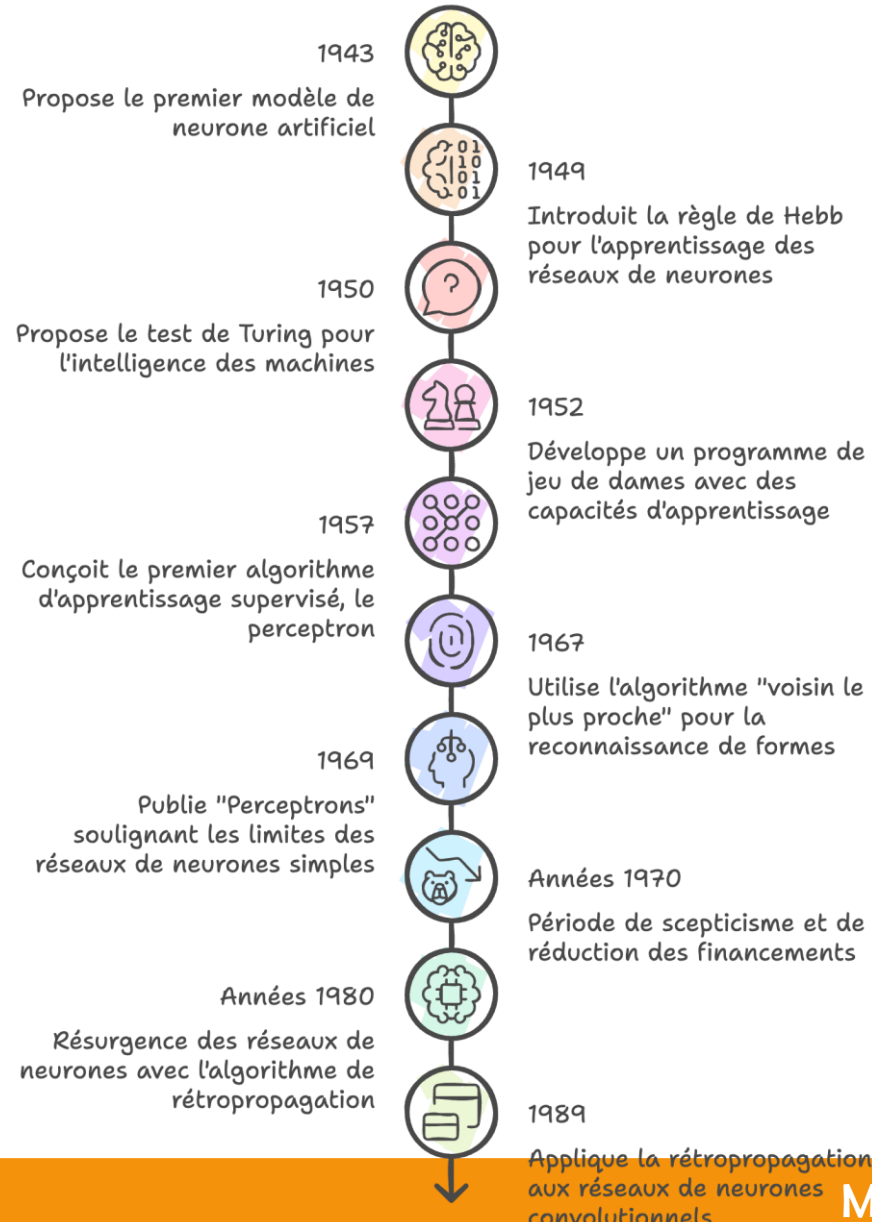 1943
Propose le premier modèle de
neurone artificiel
01
10
01
01
1949
Introduit la règle de Hebb
pour l'apprentissage des
réseaux de neurones
?
1950
Propose le test de Turing pour
l'intelligence des machines
1952
Développe un programme de
jeu de dames avec des
capacités d'apprentissage
1957
Conçoit le premier algorithme
d'apprentissage supervisé, le
perceptron
1967
Utilise l'algorithme "voisin le
plus proche" pour la
reconnaissance de formes
1969
Publie "Perceptrons"
soulignant les limites des
réseaux de neurones simples
Années 1970
Période de scepticisme et de
réduction des financements
Années 1980
Résurgence des réseaux de
neurones avec l'algorithme de
rétropropagation
1989
Applique la rétropropagation
aux réseaux de neurones
convolutionnels
M